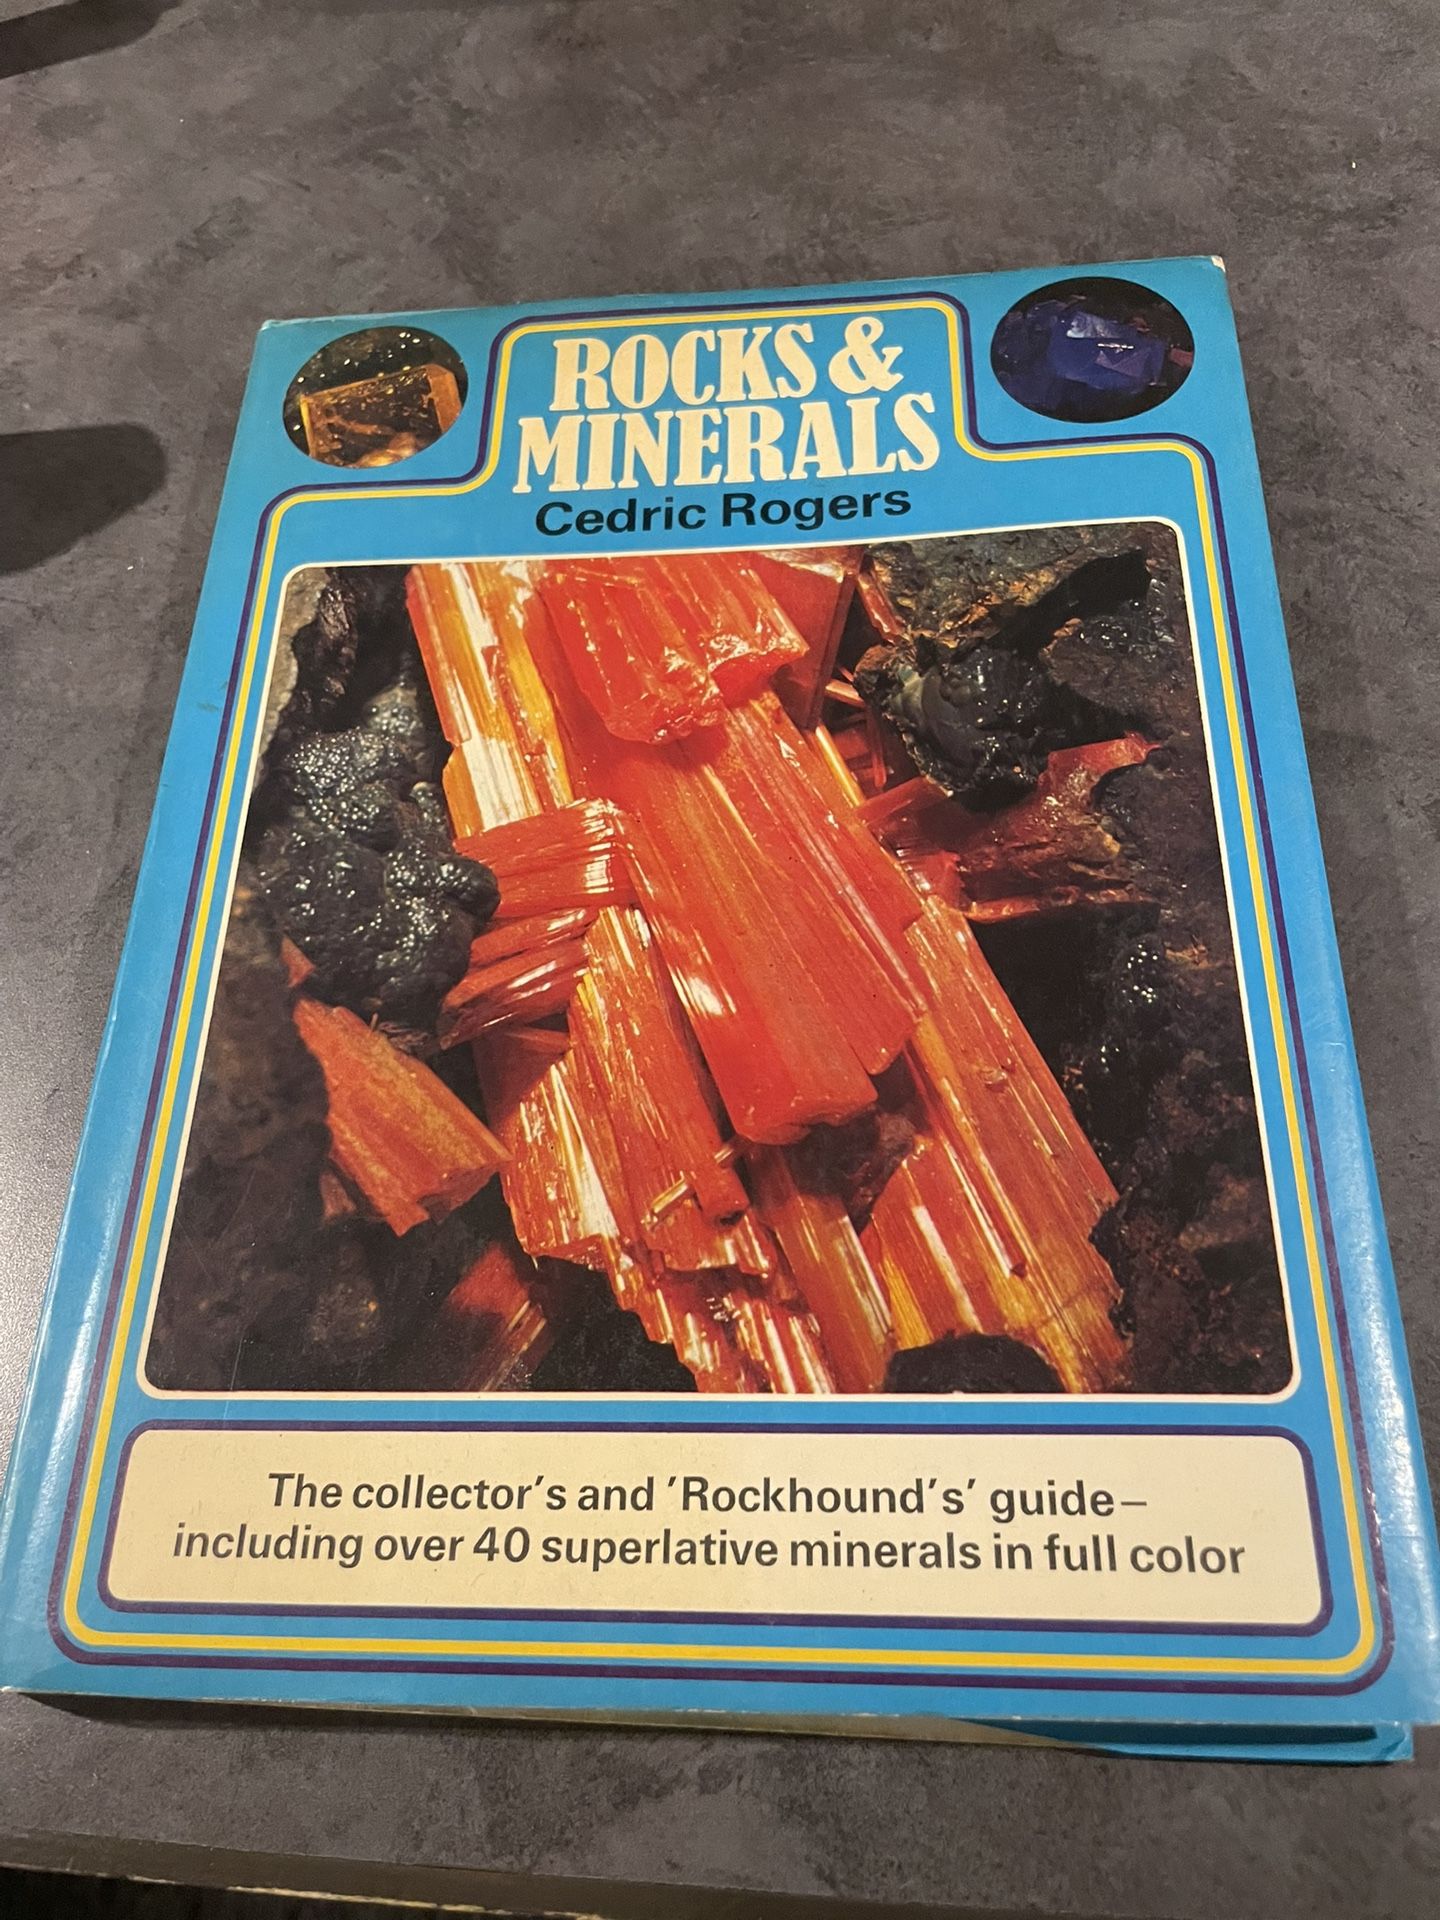 ROCKS &
MINERALS
Cedric Rogers
The collector's and 'Rockhound's' guide–
including over 40 superlative minerals in full color